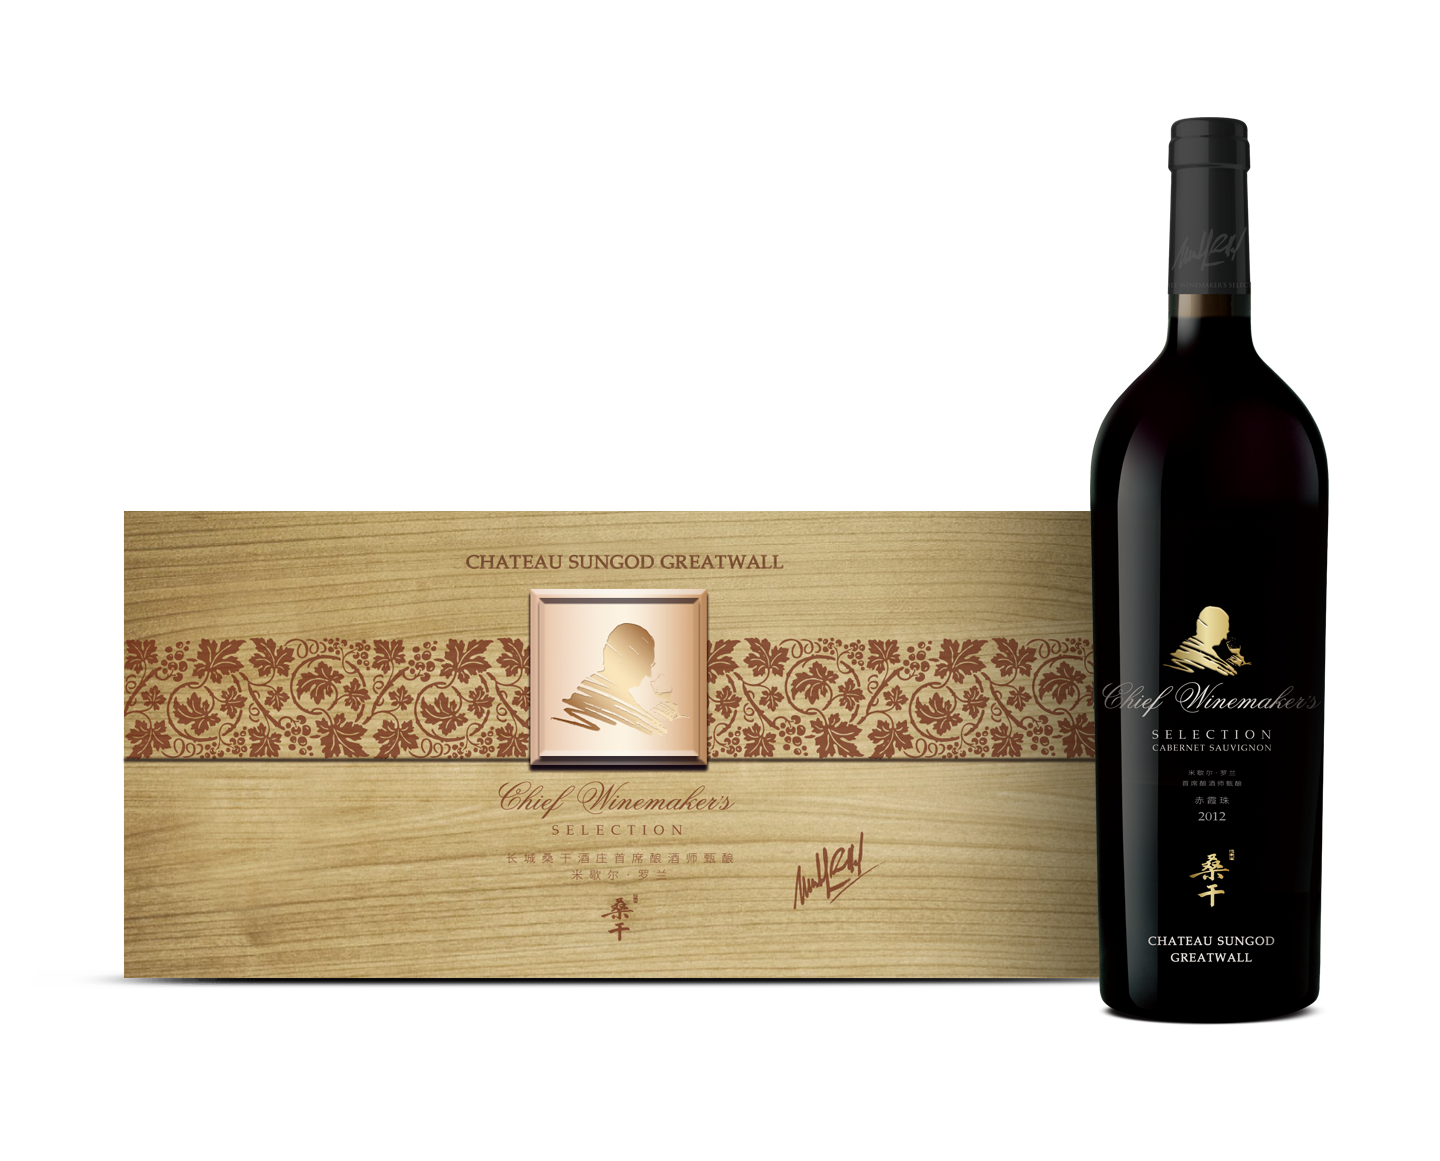 CHATEAU SUNGOD GREATWALL
Chief Winemaker's
SELECTION
长城桑干酒庄首席酿酒师甄酿
米歇尔·罗兰
桑
干
Chief Winemaker's
SELECTION
CABERNET SAUVIGNON
米歇尔·罗兰
首席酿酒师甄酿
赤霞珠
2012
桑
干
CHATEAU SUNGOD
GREATWALL